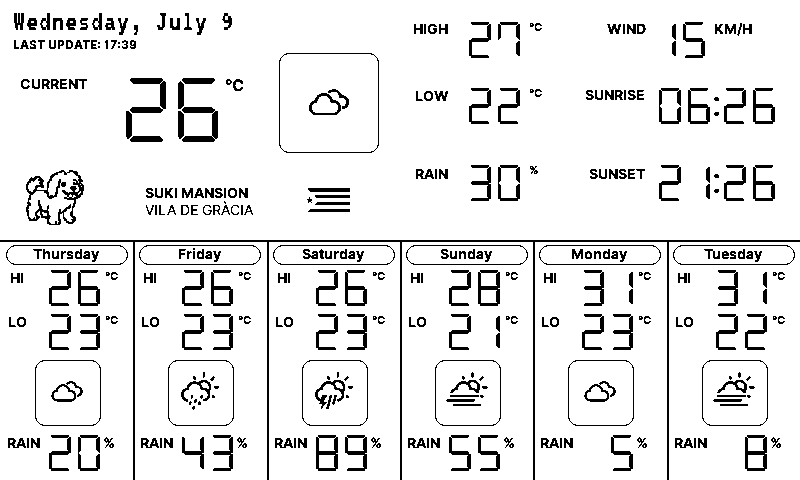 Wednesday, July 9
LAST UPDATE: 17:39
CURRENT 26 °C
SUKI MANSION
VILA DE GRÀCIA
HIGH 27 °C
LOW 22 °C
RAIN 30 %
WIND 15 KM/H
SUNRISE 06:26
SUNSET 21:26
Thursday
HI 26 °C
LO 23 °C
RAIN 20 %
Friday
HI 26 °C
LO 23 °C
RAIN 43 %
Saturday
HI 26 °C
LO 23 °C
RAIN 89 %
Sunday
HI 28 °C
LO 21 °C
RAIN 55 %
Monday
HI 31 °C
LO 23 °C
RAIN 5 %
Tuesday
HI 31 °C
LO 22 °C
RAIN 8 %